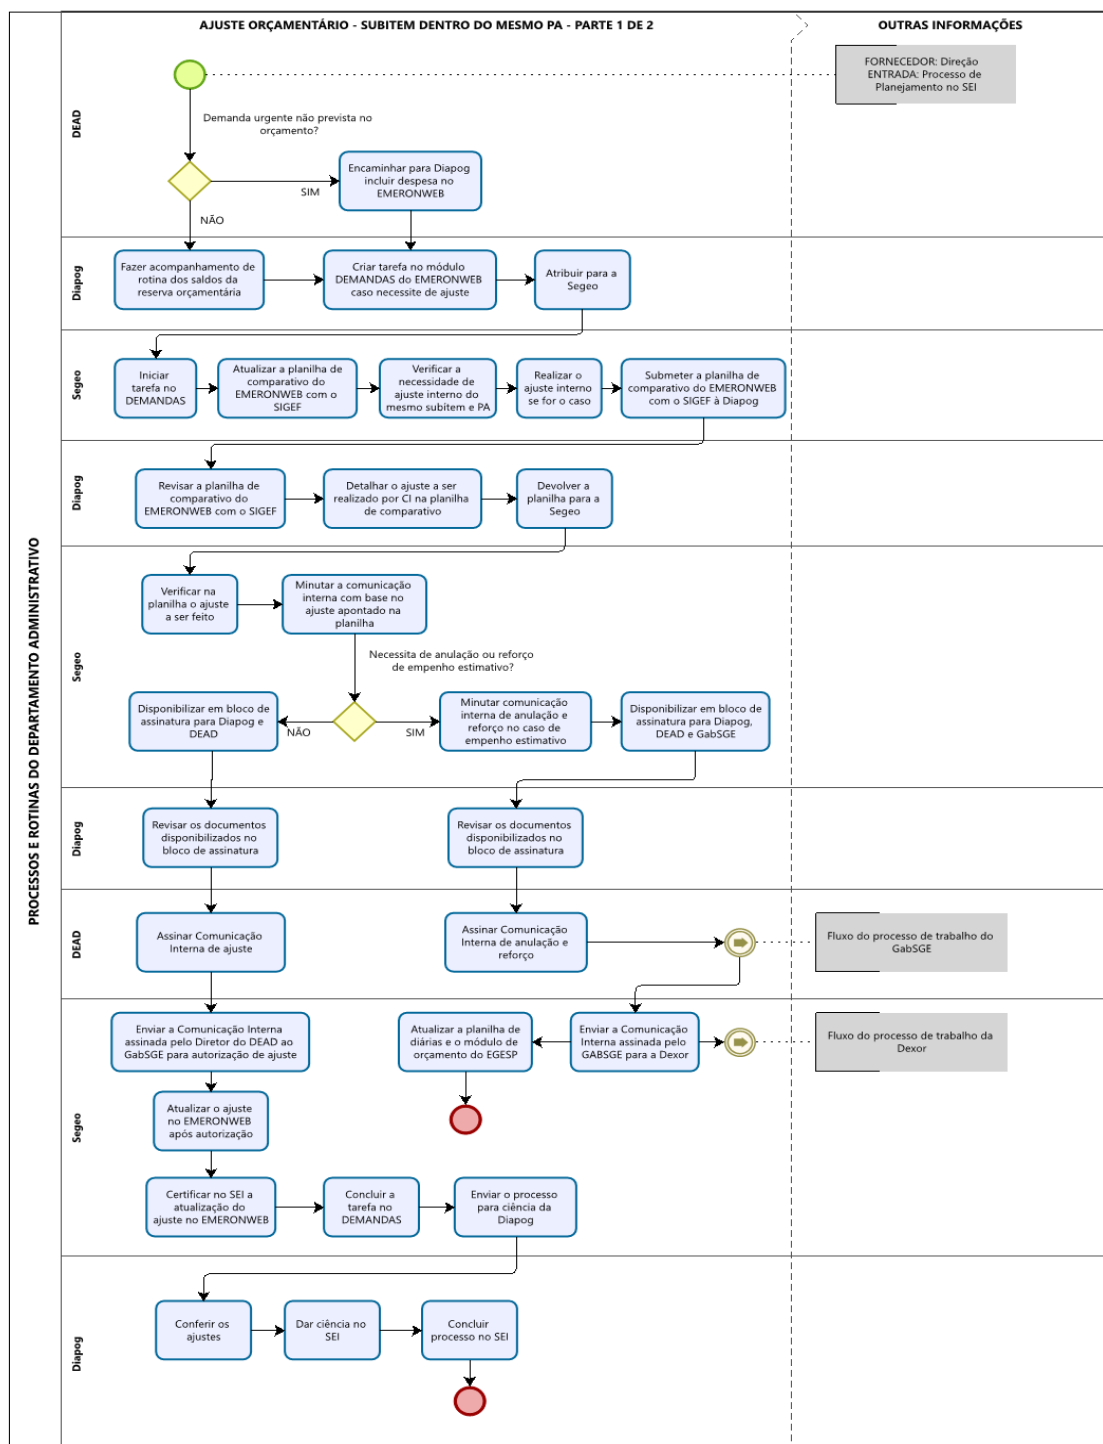 AJUSTE ORÇAMENTÁRIO - SUBITEM DENTRO DO MESMO PA - PARTE 1 DE 2
OUTRAS INFORMAÇÕES
PROCESSOS E ROTINAS DO DEPARTAMENTO ADMINISTRATIVO
DEAD
FORNECEDOR: Direção
ENTRADA: Processo de
Planejamento no SEI
Demanda urgente não prevista no
orçamento?
SIM
NÃO
Encaminhar para Diapog
incluir despesa no
EMERONWEB
Diapog
Fazer acompanhamento de
rotina dos saldos da
reserva orçamentária
Criar tarefa no módulo
DEMANDAS do EMERONWEB
caso necessite de ajuste
Atribuir para a
Segeo
Segeo
Iniciar
tarefa no
DEMANDAS
Atualizar a planilha de
comparativo do
EMERONWEB com o
SIGEF
Verificar a
necessidade de
ajuste interno do
mesmo subitem e PA
Realizar o
ajuste interno
se for o caso
Submeter a planilha de
comparativo do EMERONWEB
com o SIGEF à Diapog
Diapog
Revisar a planilha de
comparativo do
EMERONWEB com o SIGEF
Detalhar o ajuste a ser
realizado por CI na planilha
de comparativo
Devolver a
planilha para a
Segeo
Segeo
Verificar na
planilha o ajuste
a ser feito
Minutar a comunicação
interna com base no
ajuste apontado na
planilha
Necessita de anulação ou reforço
de empenho estimativo?
Disponibilizar em bloco de
assinatura para Diapog e
DEAD
NÃO
SIM
Minutar comunicação
interna de anulação e
reforço no caso de
empenho estimativo
Disponibilizar em bloco de
assinatura para Diapog,
DEAD e GabSGE
Diapog
Revisar os documentos
disponibilizados no
bloco de assinatura
Revisar os documentos
disponibilizados no
bloco de assinatura
DEAD
Assinar Comunicação
Interna de ajuste
Assinar Comunicação
Interna de anulação e
reforço
Fluxo do processo de trabalho do
GabSGE
Segeo
Enviar a Comunicação Interna
assinada pelo Diretor do DEAD ao
GabSGE para autorização de ajuste
Atualizar a planilha de
diárias e o módulo de
orçamento do EGESP
Enviar a Comunicação
Interna assinada pelo
GABSGE para a Dexor
Fluxo do processo de trabalho da
Dexor
Atualizar o ajuste
no EMERONWEB
após autorização
Certificar no SEI a
atualização do
ajuste no EMERONWEB
Concluir a
tarefa no
DEMANDAS
Enviar o processo
para ciência da
Diapog
Diapog
Conferir os
ajustes
Dar ciência no
SEI
Concluir
processo no SEI